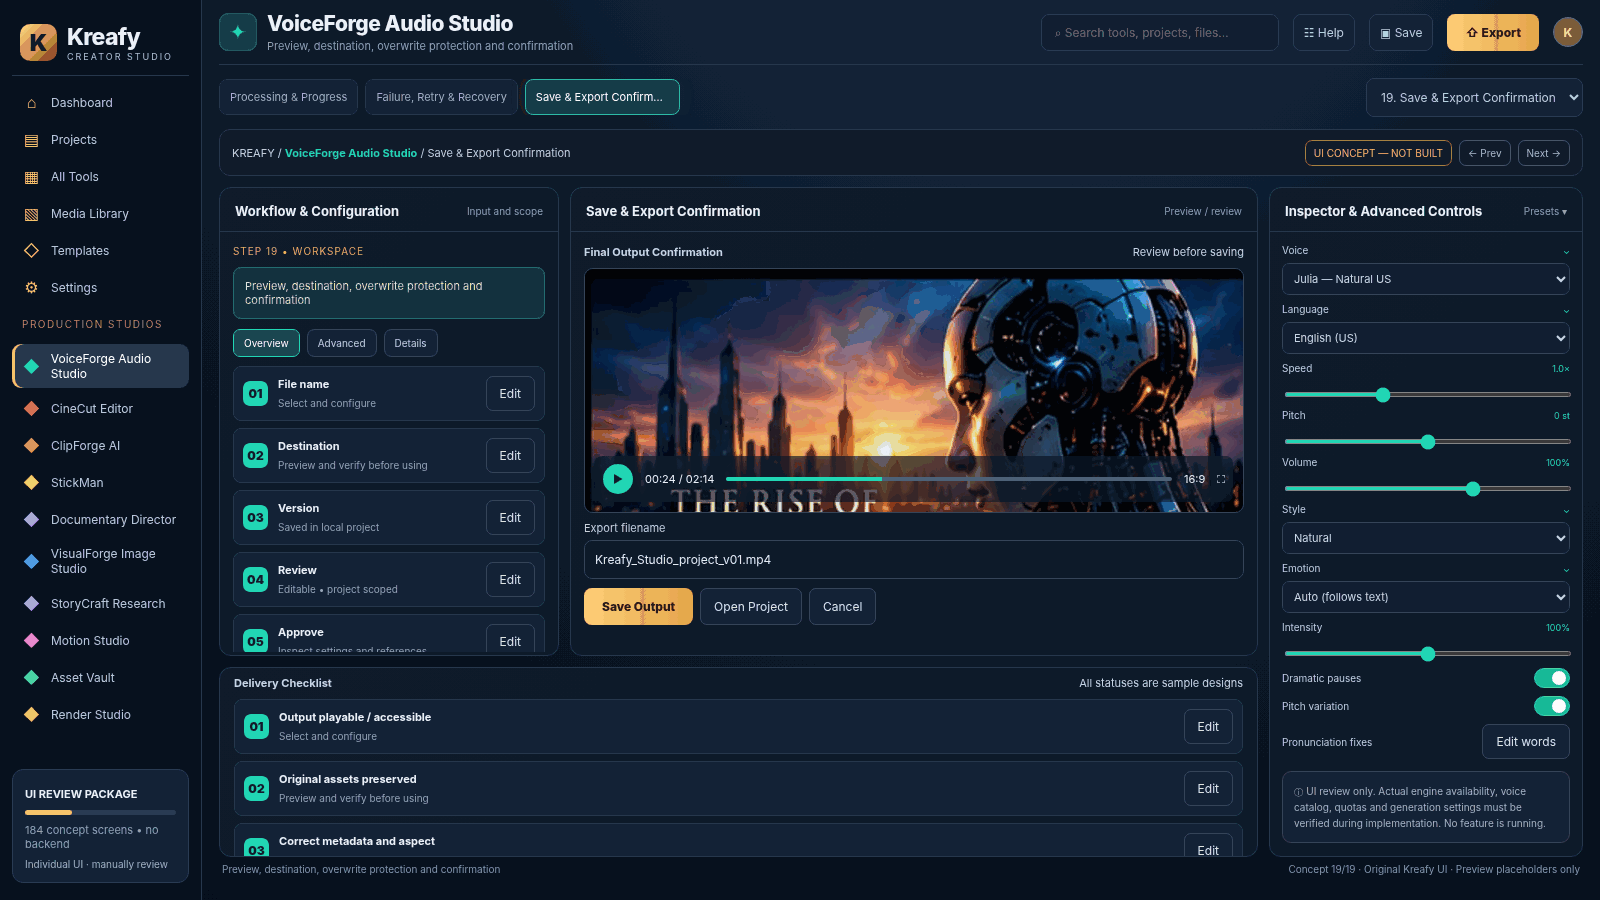 K
Kreafy
CREATOR STUDIO
Dashboard
Projects
All Tools
Media Library
Templates
Settings
PRODUCTION STUDIOS
VoiceForge Audio
Studio
CineCut Editor
ClipForge AI
StickMan
Documentary Director
VisualForge Image
Studio
StoryCraft Research
Motion Studio
Asset Vault
Render Studio
UI REVIEW PACKAGE
184 concept screens • no
backend
Individual UI · manually review
VoiceForge Audio Studio
Preview, destination, overwrite protection and confirmation
Search tools, projects, files...
Help
Save
Export
K
Processing & Progress
Failure, Retry & Recovery
Save & Export Confirm...
19. Save & Export Confirmation
KREAFY / VoiceForge Audio Studio / Save & Export Confirmation
UI CONCEPT — NOT BUILT
← Prev
Next →
Workflow & Configuration
Input and scope
STEP 19 • WORKSPACE
Preview, destination, overwrite protection and
confirmation
Overview
Advanced
Details
01
File name
Select and configure
Edit
02
Destination
Preview and verify before using
Edit
03
Version
Saved in local project
Edit
04
Review
Editable • project scoped
Edit
05
Approve
Inspect settings and references
Edit
Save & Export Confirmation
Preview / review
Final Output Confirmation
Review before saving
THE RISE OF
00:24 / 02:14
16:9
Export filename
Kreafy_Studio_project_v01.mp4
Save Output
Open Project
Cancel
Delivery Checklist
All statuses are sample designs
01
Output playable / accessible
Select and configure
Edit
02
Original assets preserved
Preview and verify before using
Edit
03
Correct metadata and aspect
Edit
Inspector & Advanced Controls
Presets ▾
Voice
Julia — Natural US
Language
English (US)
Speed
1.0×
Pitch
0 st
Volume
100%
Style
Natural
Emotion
Auto (follows text)
Intensity
100%
Dramatic pauses
Pitch variation
Pronunciation fixes
Edit words
ⓘ UI review only. Actual engine availability, voice
catalog, quotas and generation settings must be
verified during implementation. No feature is running.
Preview, destination, overwrite protection and confirmation
Concept 19/19 · Original Kreafy UI · Preview placeholders only